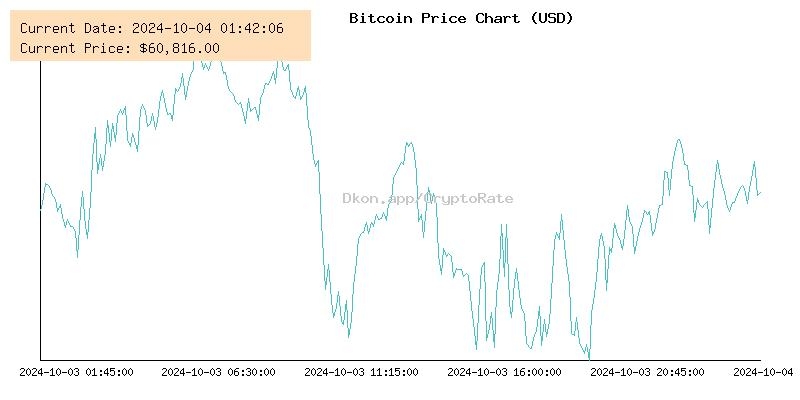 Bitcoin Price Chart (USD)
Current Date: 2024-10-04 01:42:06
Current Price: $60,816.00
Dkon.app/CryptoRate
2024-10-03 01:45:00 2024-10-03 06:30:00 2024-10-03 11:15:00 2024-10-03 16:00:00 2024-10-03 20:45:00 2024-10-04